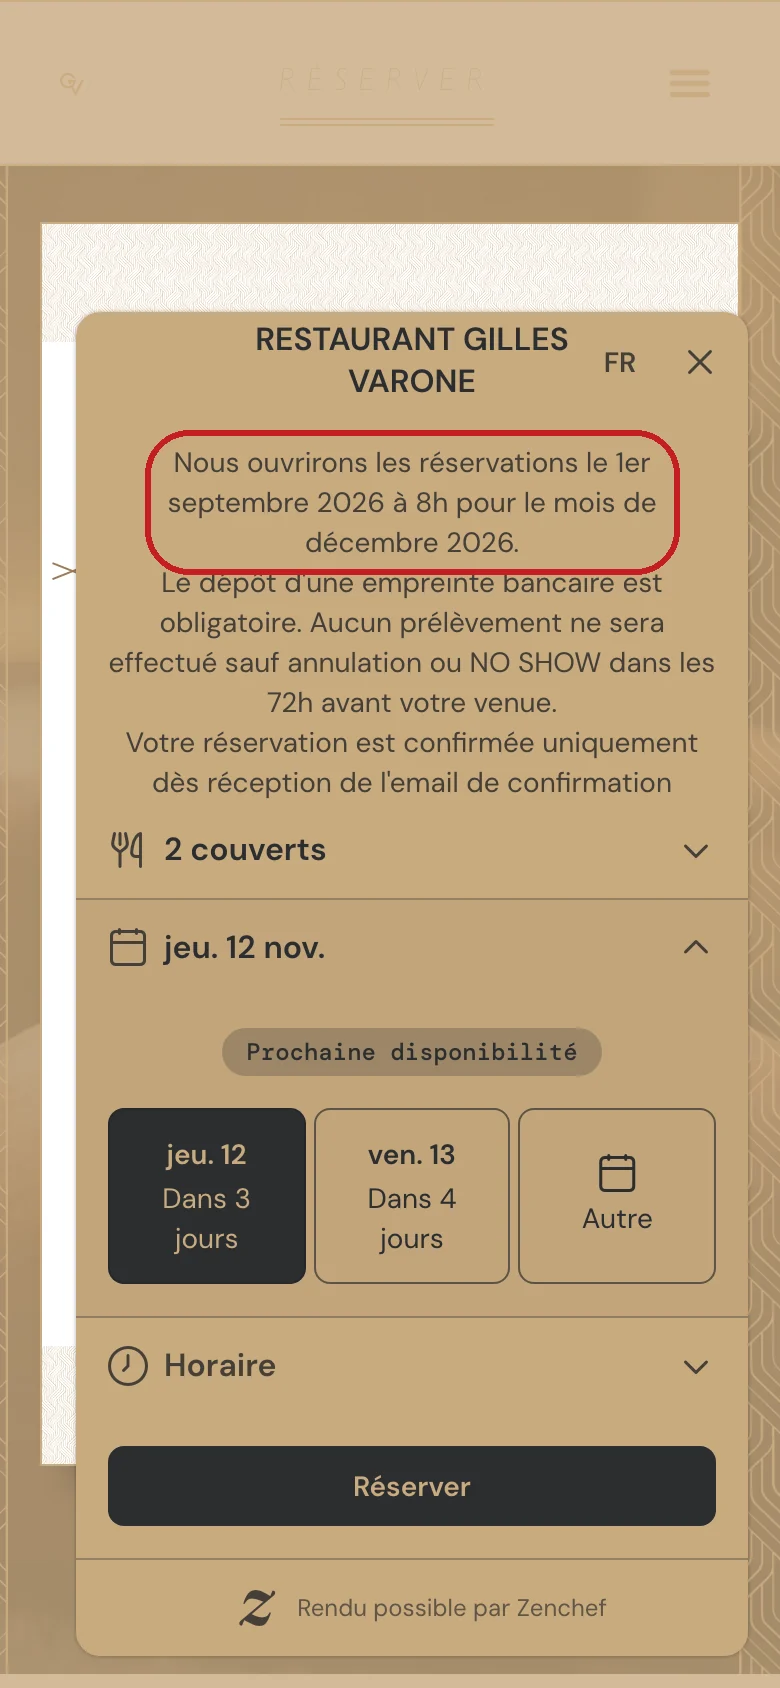 GV
RÉSERVER
RESTAURANT GILLES
VARONE
FR
Nous ouvrirons les réservations le 1er
septembre 2026 à 8h pour le mois de
décembre 2026.
Le dépôt d'une empreinte bancaire est
obligatoire. Aucun prélèvement ne sera
effectué sauf annulation ou NO SHOW dans les
72h avant votre venue.
Votre réservation est confirmée uniquement
dès réception de l'email de confirmation
2 couverts
jeu. 12 nov.
Prochaine disponibilité
jeu. 12
Dans 3
jours
ven. 13
Dans 4
jours
Autre
Horaire
Réserver
Z Rendu possible par Zenchef